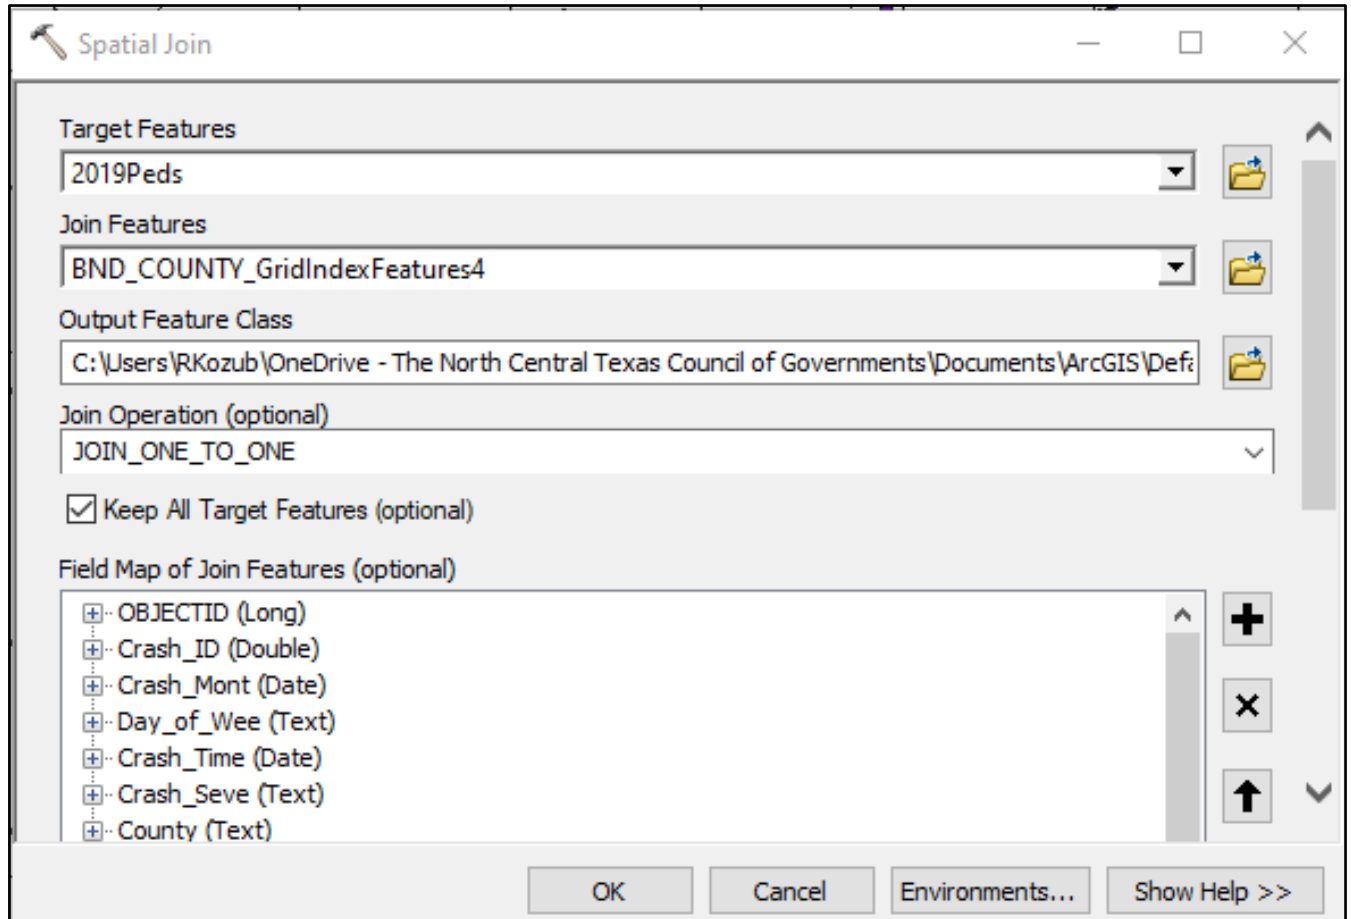 Spatial Join
Target Features
2019Peds
Join Features
BND_COUNTY_GridIndexFeatures4
Output Feature Class
C:\Users\RKozub\OneDrive - The North Central Texas Council of Governments\Documents\ArcGIS\Defa
Join Operation (optional)
JOIN_ONE_TO_ONE
Keep All Target Features (optional)
Field Map of Join Features (optional)
OBJECTID (Long)
Crash_ID (Double)
Crash_Mont (Date)
Day_of_Wee (Text)
Crash_Time (Date)
Crash_Seve (Text)
County (Text)
OK Cancel Environments... Show Help >>